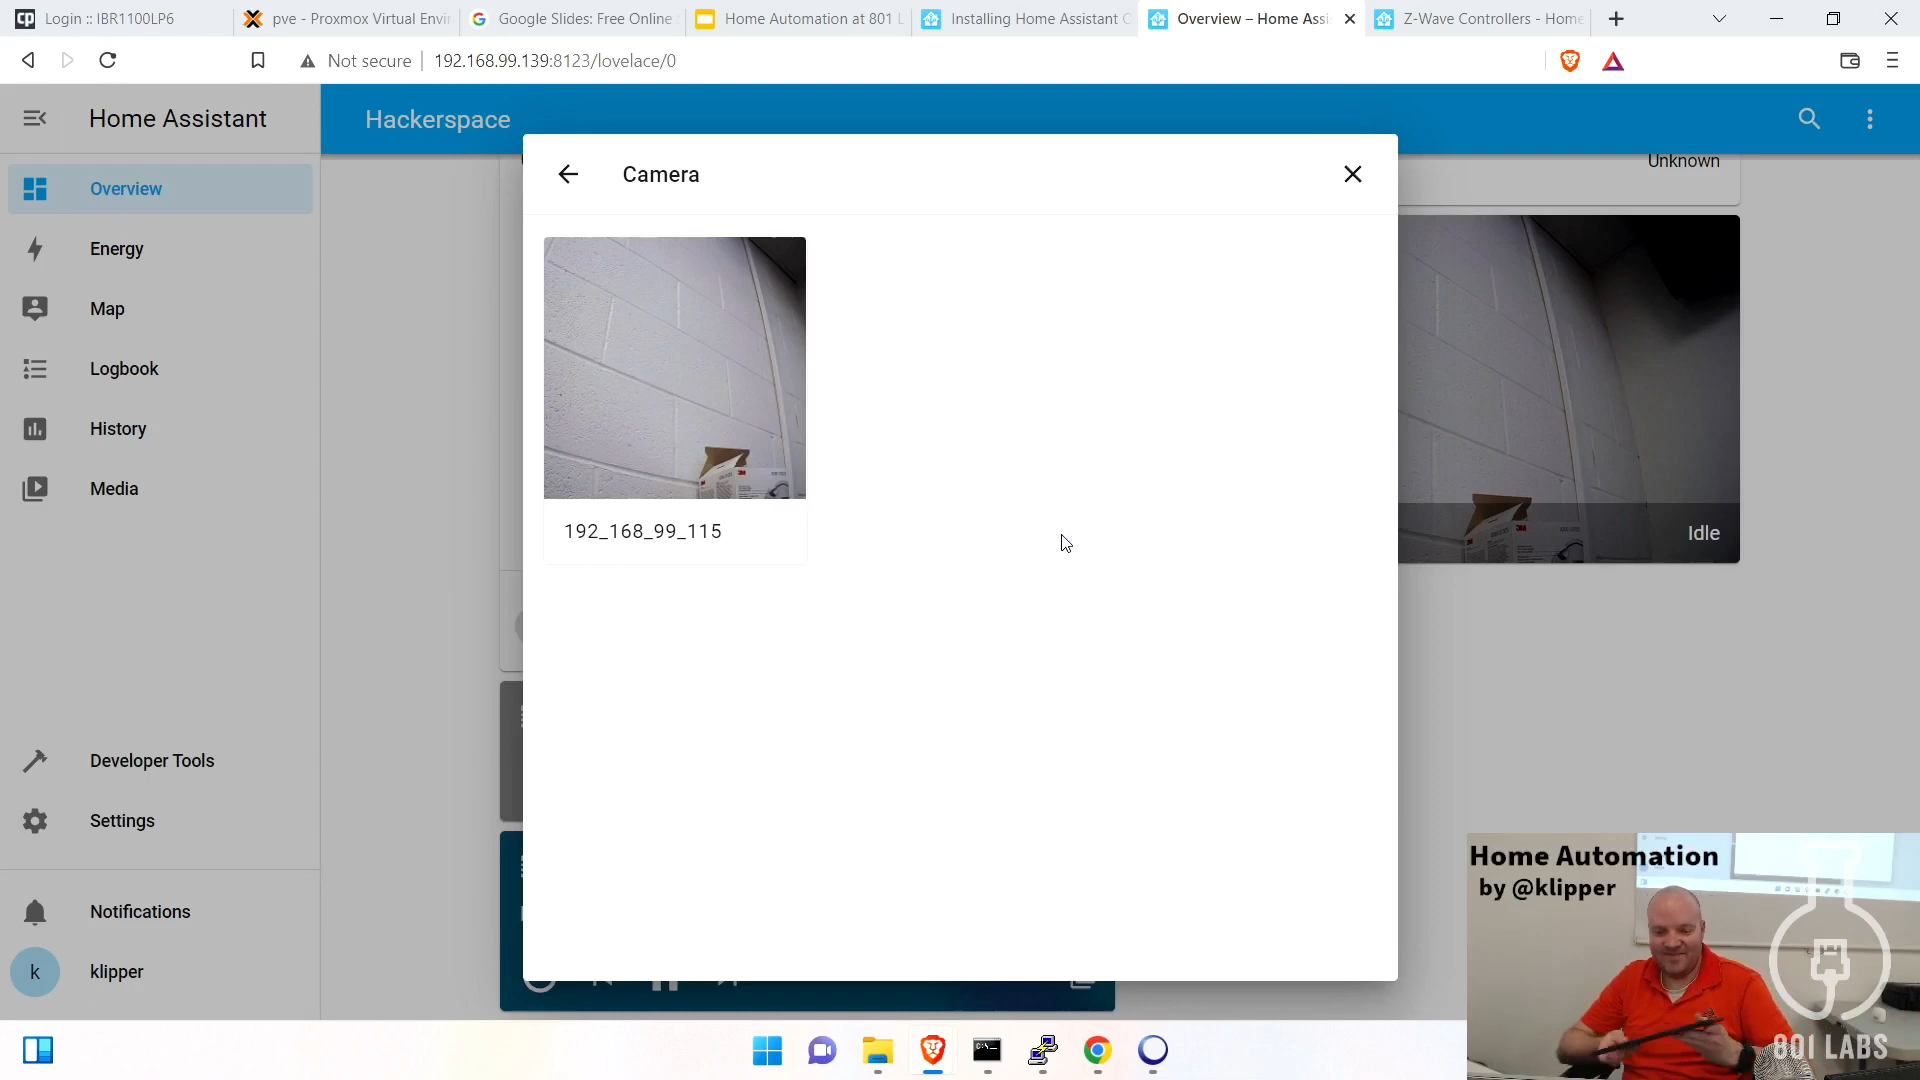 Login :: IBR1100LP6
pve - Proxmox Virtual Envir
Google Slides: Free Online
Home Automation at 801 L
Installing Home Assistant
Overview – Home Assi
Z-Wave Controllers - Home
Not secure
192.168.99.139:8123/lovelace/0
Home Assistant
Hackerspace
Overview
Energy
Map
Logbook
History
Media
Developer Tools
Settings
Notifications
k
klipper
Camera
192_168_99_115
Unknown
Idle
Home Automation
by @klipper
801 LABS